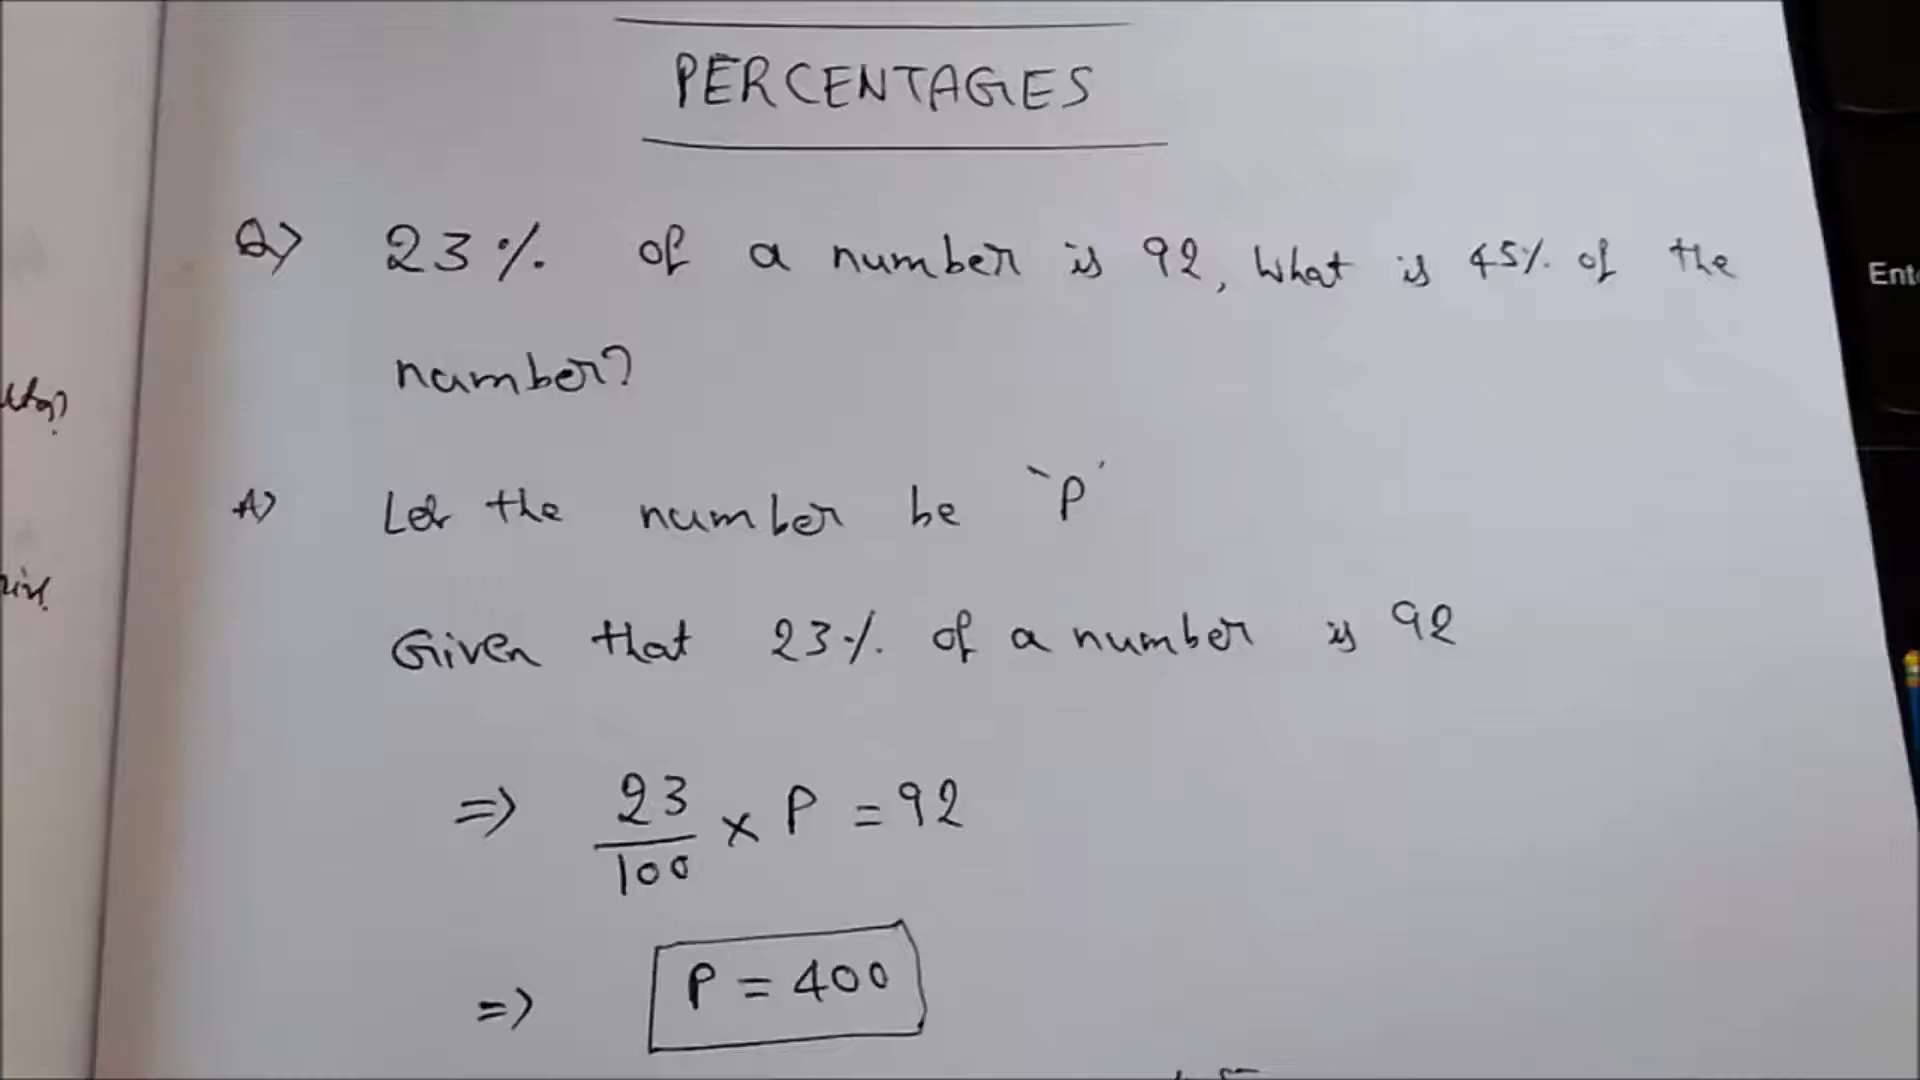 PERCENTAGES
Q) 23% of a number is 92, What is 45% of the
number?
A) Let the number be `P'
Given that 23% of a number is 92
=> 23/100 × P = 92
=> P = 400
Ent